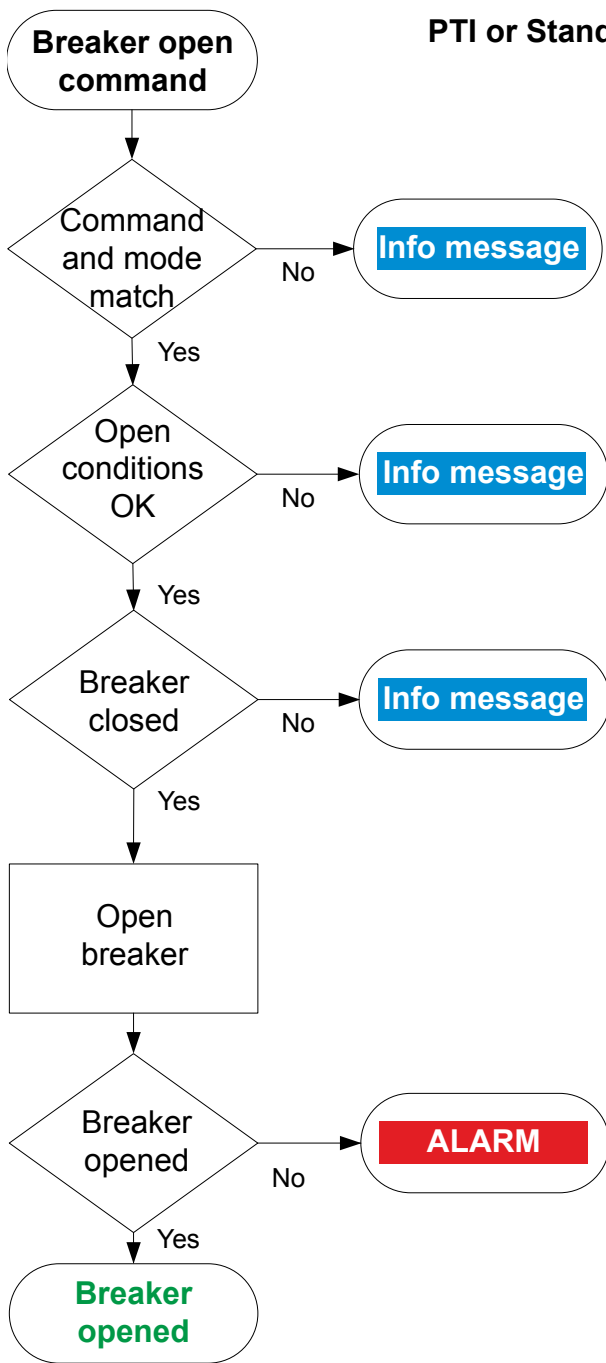 Breaker open
command
PTI or Stand
Command
and mode
match
No
Info message
Yes
Open
conditions
OK
No
Info message
Yes
Breaker
closed
No
Info message
Yes
Open
breaker
Breaker
opened
No
ALARM
Yes
Breaker
opened